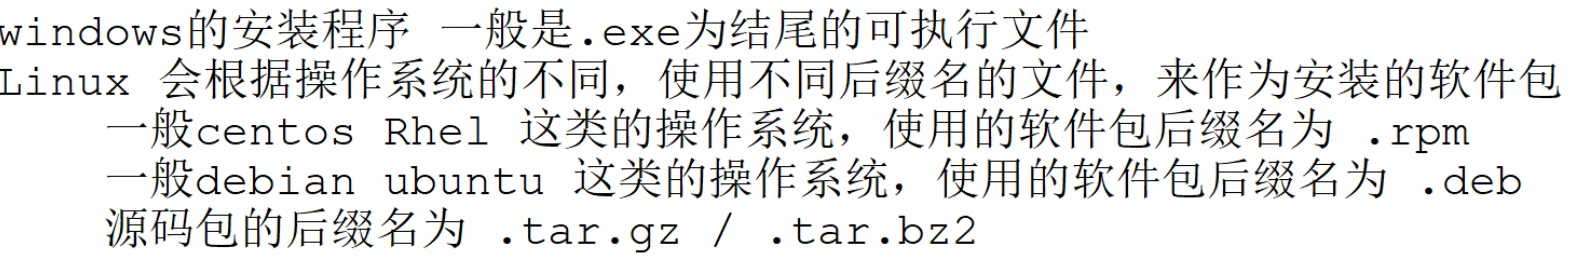 windows的安装程序 一般是.exe为结尾的可执行文件
Linux 会根据操作系统的不同，使用不同后缀名的文件，来作为安装的软件包
一般centos Rhel 这类的操作系统，使用的软件包后缀名为 .rpm
一般debian ubuntu 这类的操作系统，使用的软件包后缀名为 .deb
源码包的后缀名为 .tar.gz / .tar.bz2